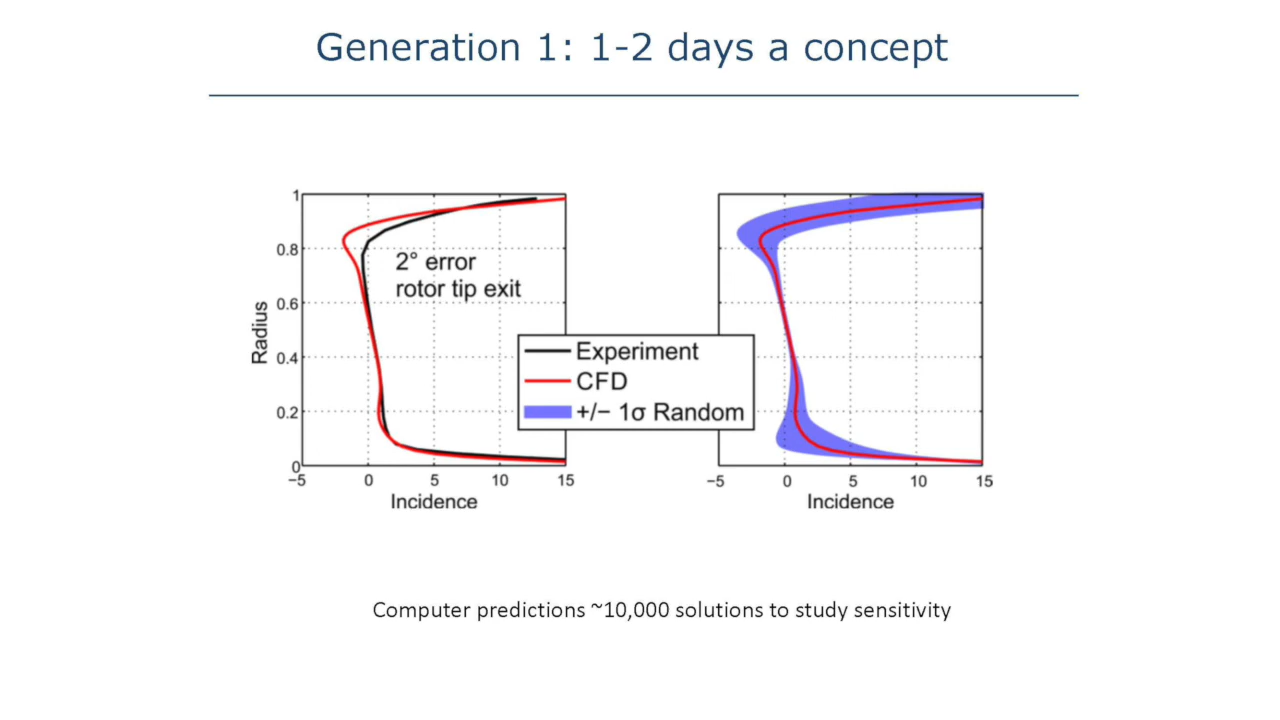 Generation 1: 1-2 days a concept
1
0.8
0.6
0.4
0.2
0
Radius
−5
0
5
10
15
Incidence
2° error
rotor tip exit
Experiment
CFD
+/− 1σ Random
−5
0
5
10
15
Incidence
Computer predictions ~10,000 solutions to study sensitivity